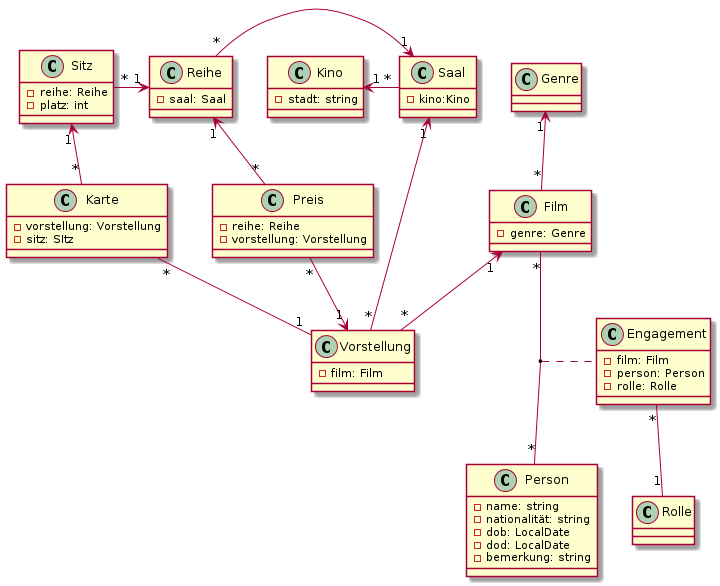 * 1
C Sitz
reihe: Reihe
platz: int
* 1
C Reihe
saal: Saal
C Kino
stadt: string
1 *
C Saal
kino:Kino
C Genre
1
1
1
1
*
*
*
C Karte
vorstellung: Vorstellung
sitz: SItz
C Preis
reihe: Reihe
vorstellung: Vorstellung
C Film
genre: Genre
*
*
1
*
1
1
*
*
C Vorstellung
film: Film
C Engagement
film: Film
person: Person
rolle: Rolle
*
*
1
C Person
name: string
nationalität: string
dob: LocalDate
dod: LocalDate
bemerkung: string
C Rolle